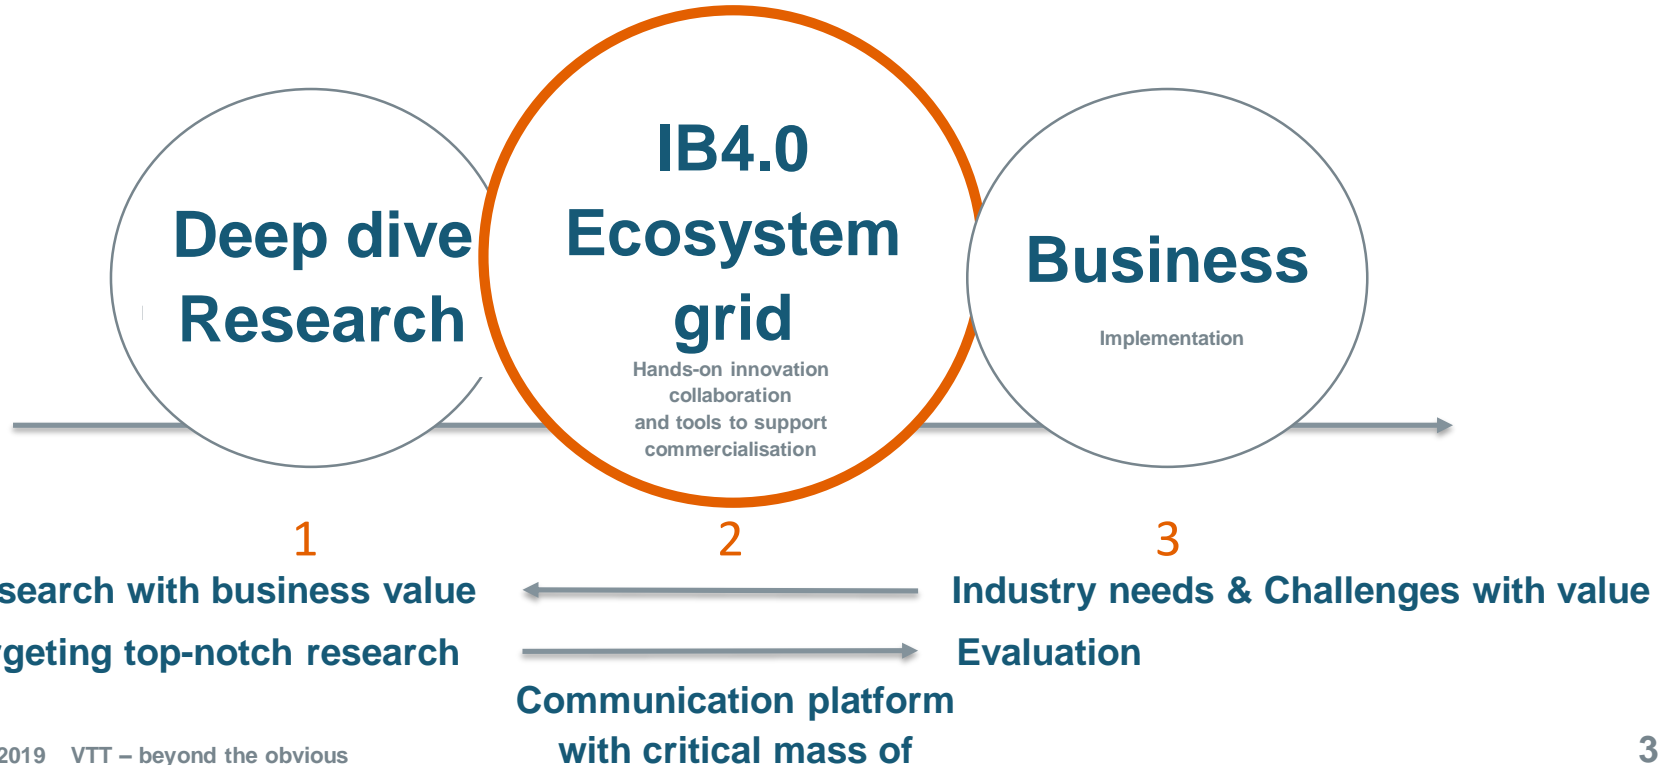 Deep dive
Research
IB4.0
Ecosystem
grid
Hands-on innovation
collaboration
and tools to support
commercialisation
Business
Implementation
1
2
3
search with business value
Industry needs & Challenges with value
geting top-notch research
Evaluation
Communication platform
with critical mass of
2019 VTT – beyond the obvious
3